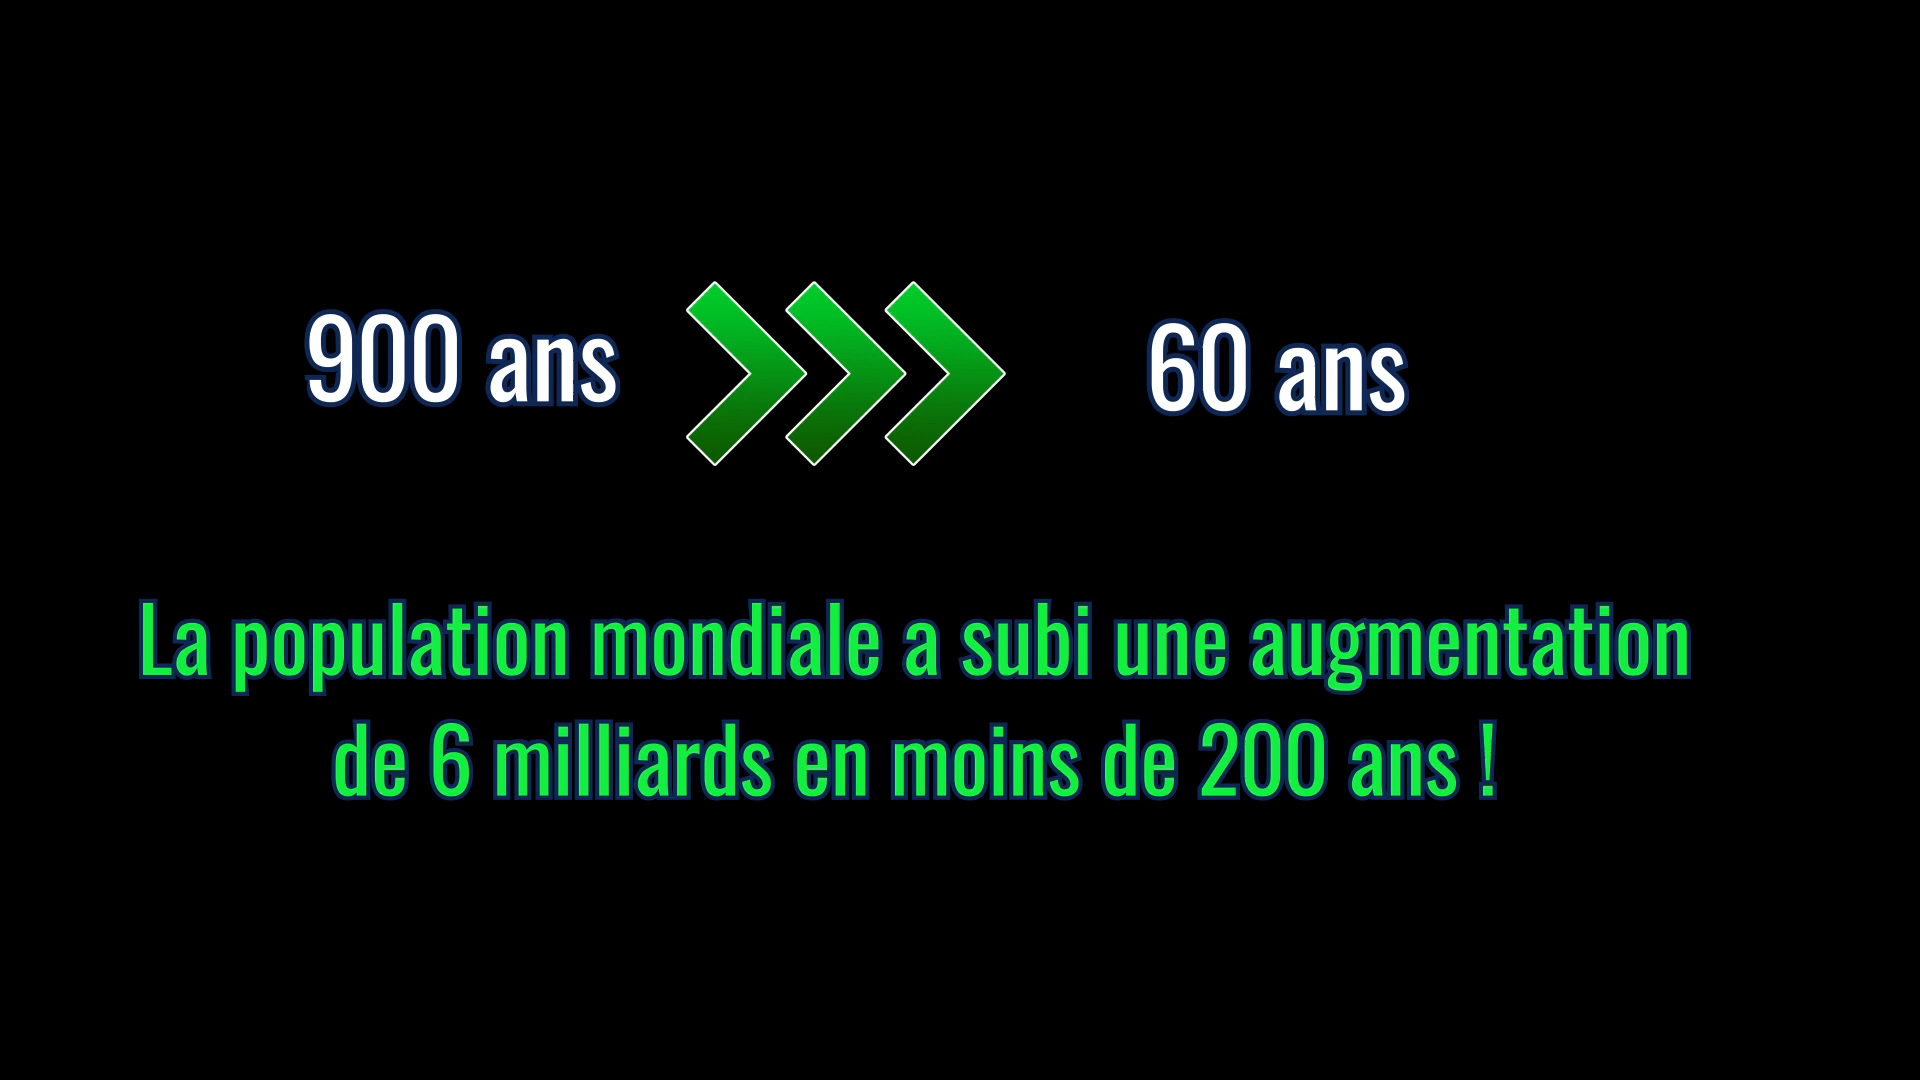 900 ans
60 ans
La population mondiale a subi une augmentation
de 6 milliards en moins de 200 ans !